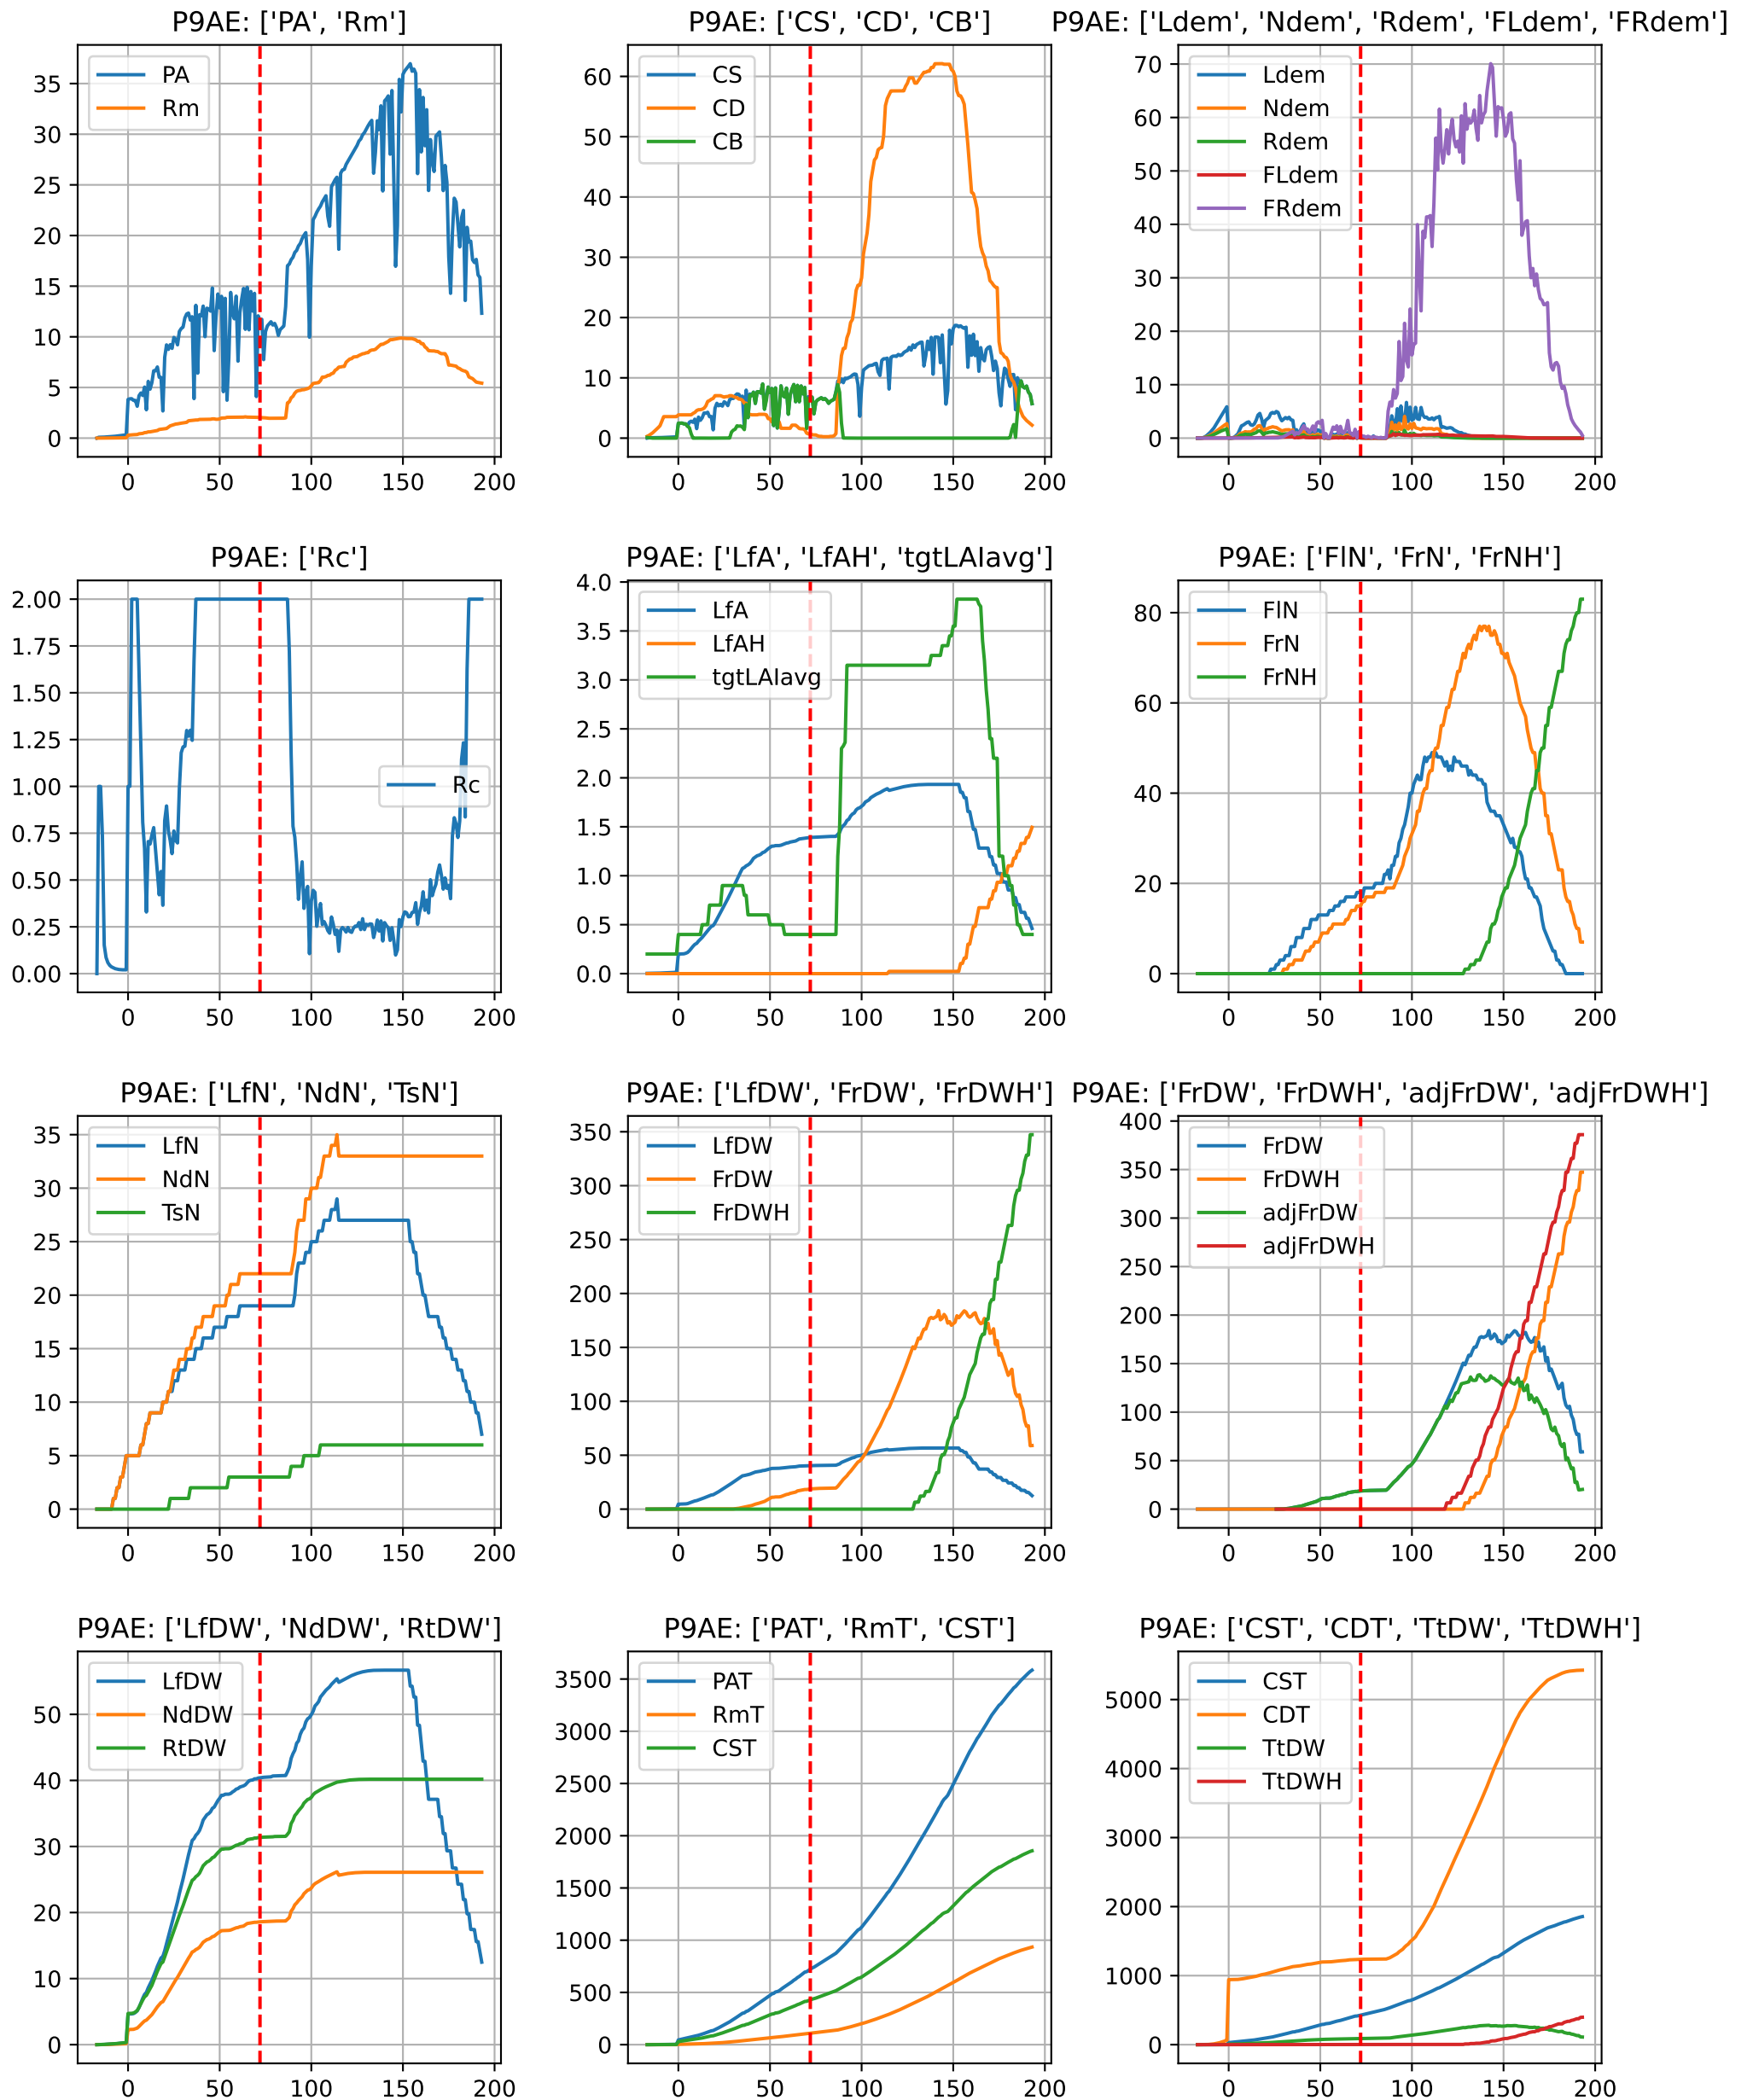 P9AE: ['PA', 'Rm']
PA
Rm
35
30
25
20
15
10
5
0
0 50 100 150 200
P9AE: ['CS', 'CD', 'CB']
CS
CD
CB
60
50
40
30
20
10
0
0 50 100 150 200
P9AE: ['Ldem', 'Ndem', 'Rdem', 'FLdem', 'FRdem']
Ldem
Ndem
Rdem
FLdem
FRdem
70
60
50
40
30
20
10
0
0 50 100 150 200
P9AE: ['Rc']
Rc
2.00
1.75
1.50
1.25
1.00
0.75
0.50
0.25
0.00
0 50 100 150 200
P9AE: ['LfA', 'LfAH', 'tgtLAIavg']
LfA
LfAH
tgtLAIavg
4.0
3.5
3.0
2.5
2.0
1.5
1.0
0.5
0.0
0 50 100 150 200
P9AE: ['FlN', 'FrN', 'FrNH']
FlN
FrN
FrNH
80
60
40
20
0
0 50 100 150 200
P9AE: ['LfN', 'NdN', 'TsN']
LfN
NdN
TsN
35
30
25
20
15
10
5
0
0 50 100 150 200
P9AE: ['LfDW', 'FrDW', 'FrDWH']
LfDW
FrDW
FrDWH
350
300
250
200
150
100
50
0
0 50 100 150 200
P9AE: ['FrDW', 'FrDWH', 'adjFrDW', 'adjFrDWH']
FrDW
FrDWH
adjFrDW
adjFrDWH
400
350
300
250
200
150
100
50
0
0 50 100 150 200
P9AE: ['LfDW', 'NdDW', 'RtDW']
LfDW
NdDW
RtDW
50
40
30
20
10
0
0 50 100 150 200
P9AE: ['PAT', 'RmT', 'CST']
PAT
RmT
CST
3500
3000
2500
2000
1500
1000
500
0
0 50 100 150 200
P9AE: ['CST', 'CDT', 'TtDW', 'TtDWH']
CST
CDT
TtDW
TtDWH
5000
4000
3000
2000
1000
0
0 50 100 150 200